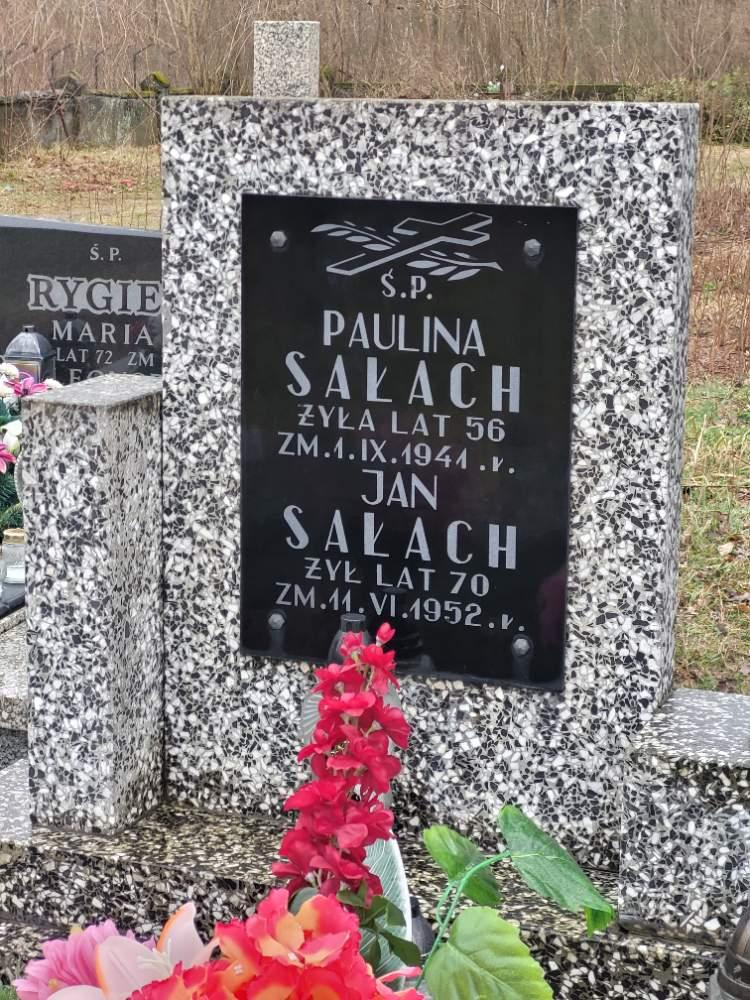 Ś.P.
PAULINA
SAŁACH
ŻYŁA LAT 56
ZM.1.IX.1941.r.
JAN
SAŁACH
ŻYŁ LAT 70
ZM.11.VI.1952.r.
Ś.P.
RYGIE
MARIA
LAT 72 ZM